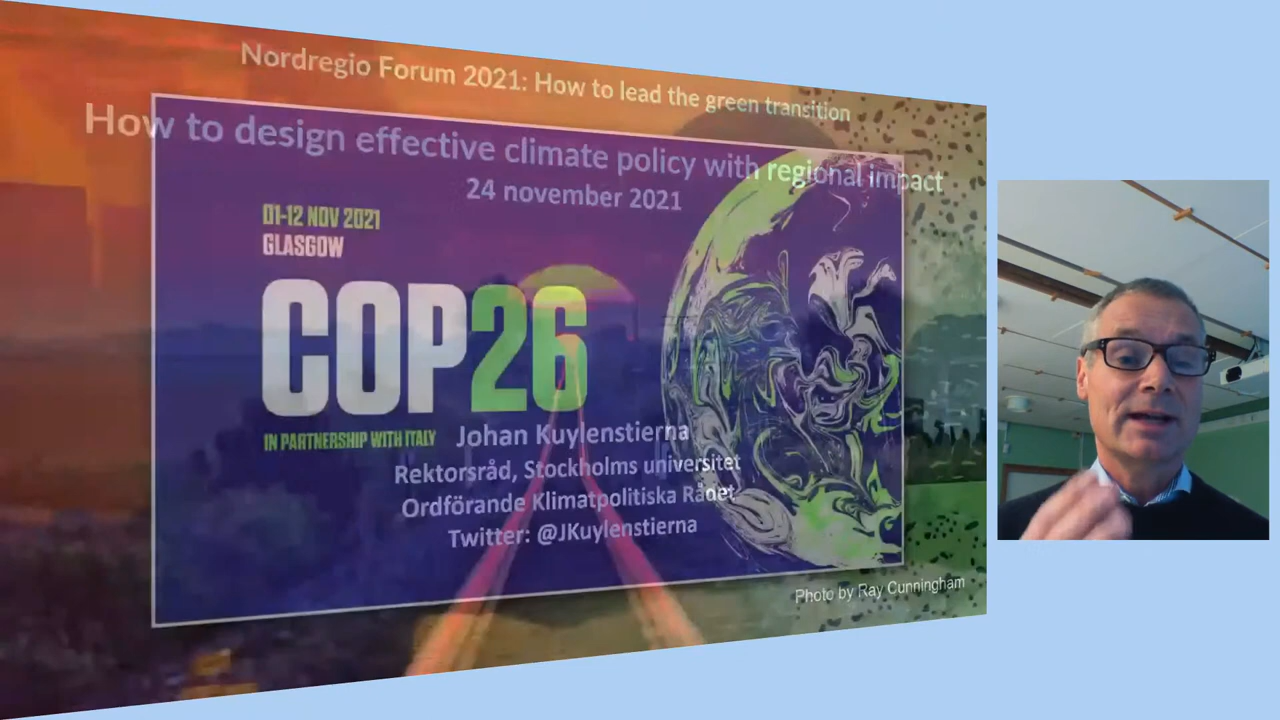 Nordregio Forum 2021: How to lead the green transition
How to design effective climate policy with regional impact
24 november 2021
01-12 NOV 2021
GLASGOW
COP26
IN PARTNERSHIP WITH ITALY
Johan Kuylenstierna
Rektorsråd, Stockholms universitet
Ordförande Klimatpolitiska Rådet
Twitter: @JKuylenstierna
Photo by Ray Cunningham